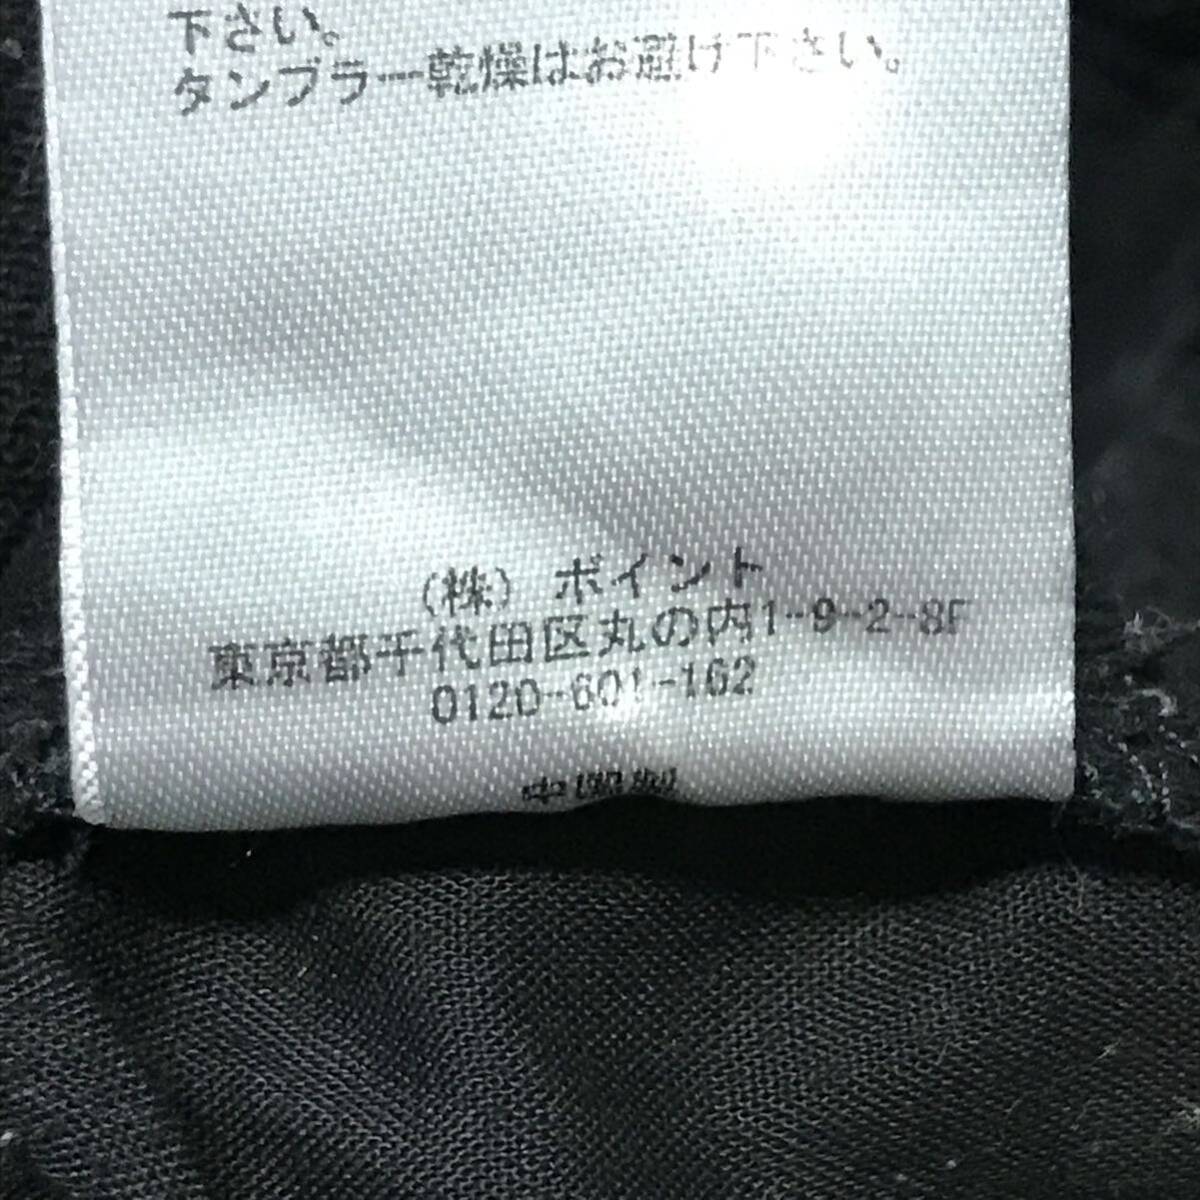 下さい。
タンブラー乾燥はお避け下さい。
(株) ポイント
東京都千代田区丸の内1-9-2-8F
0120-601-162
中国製